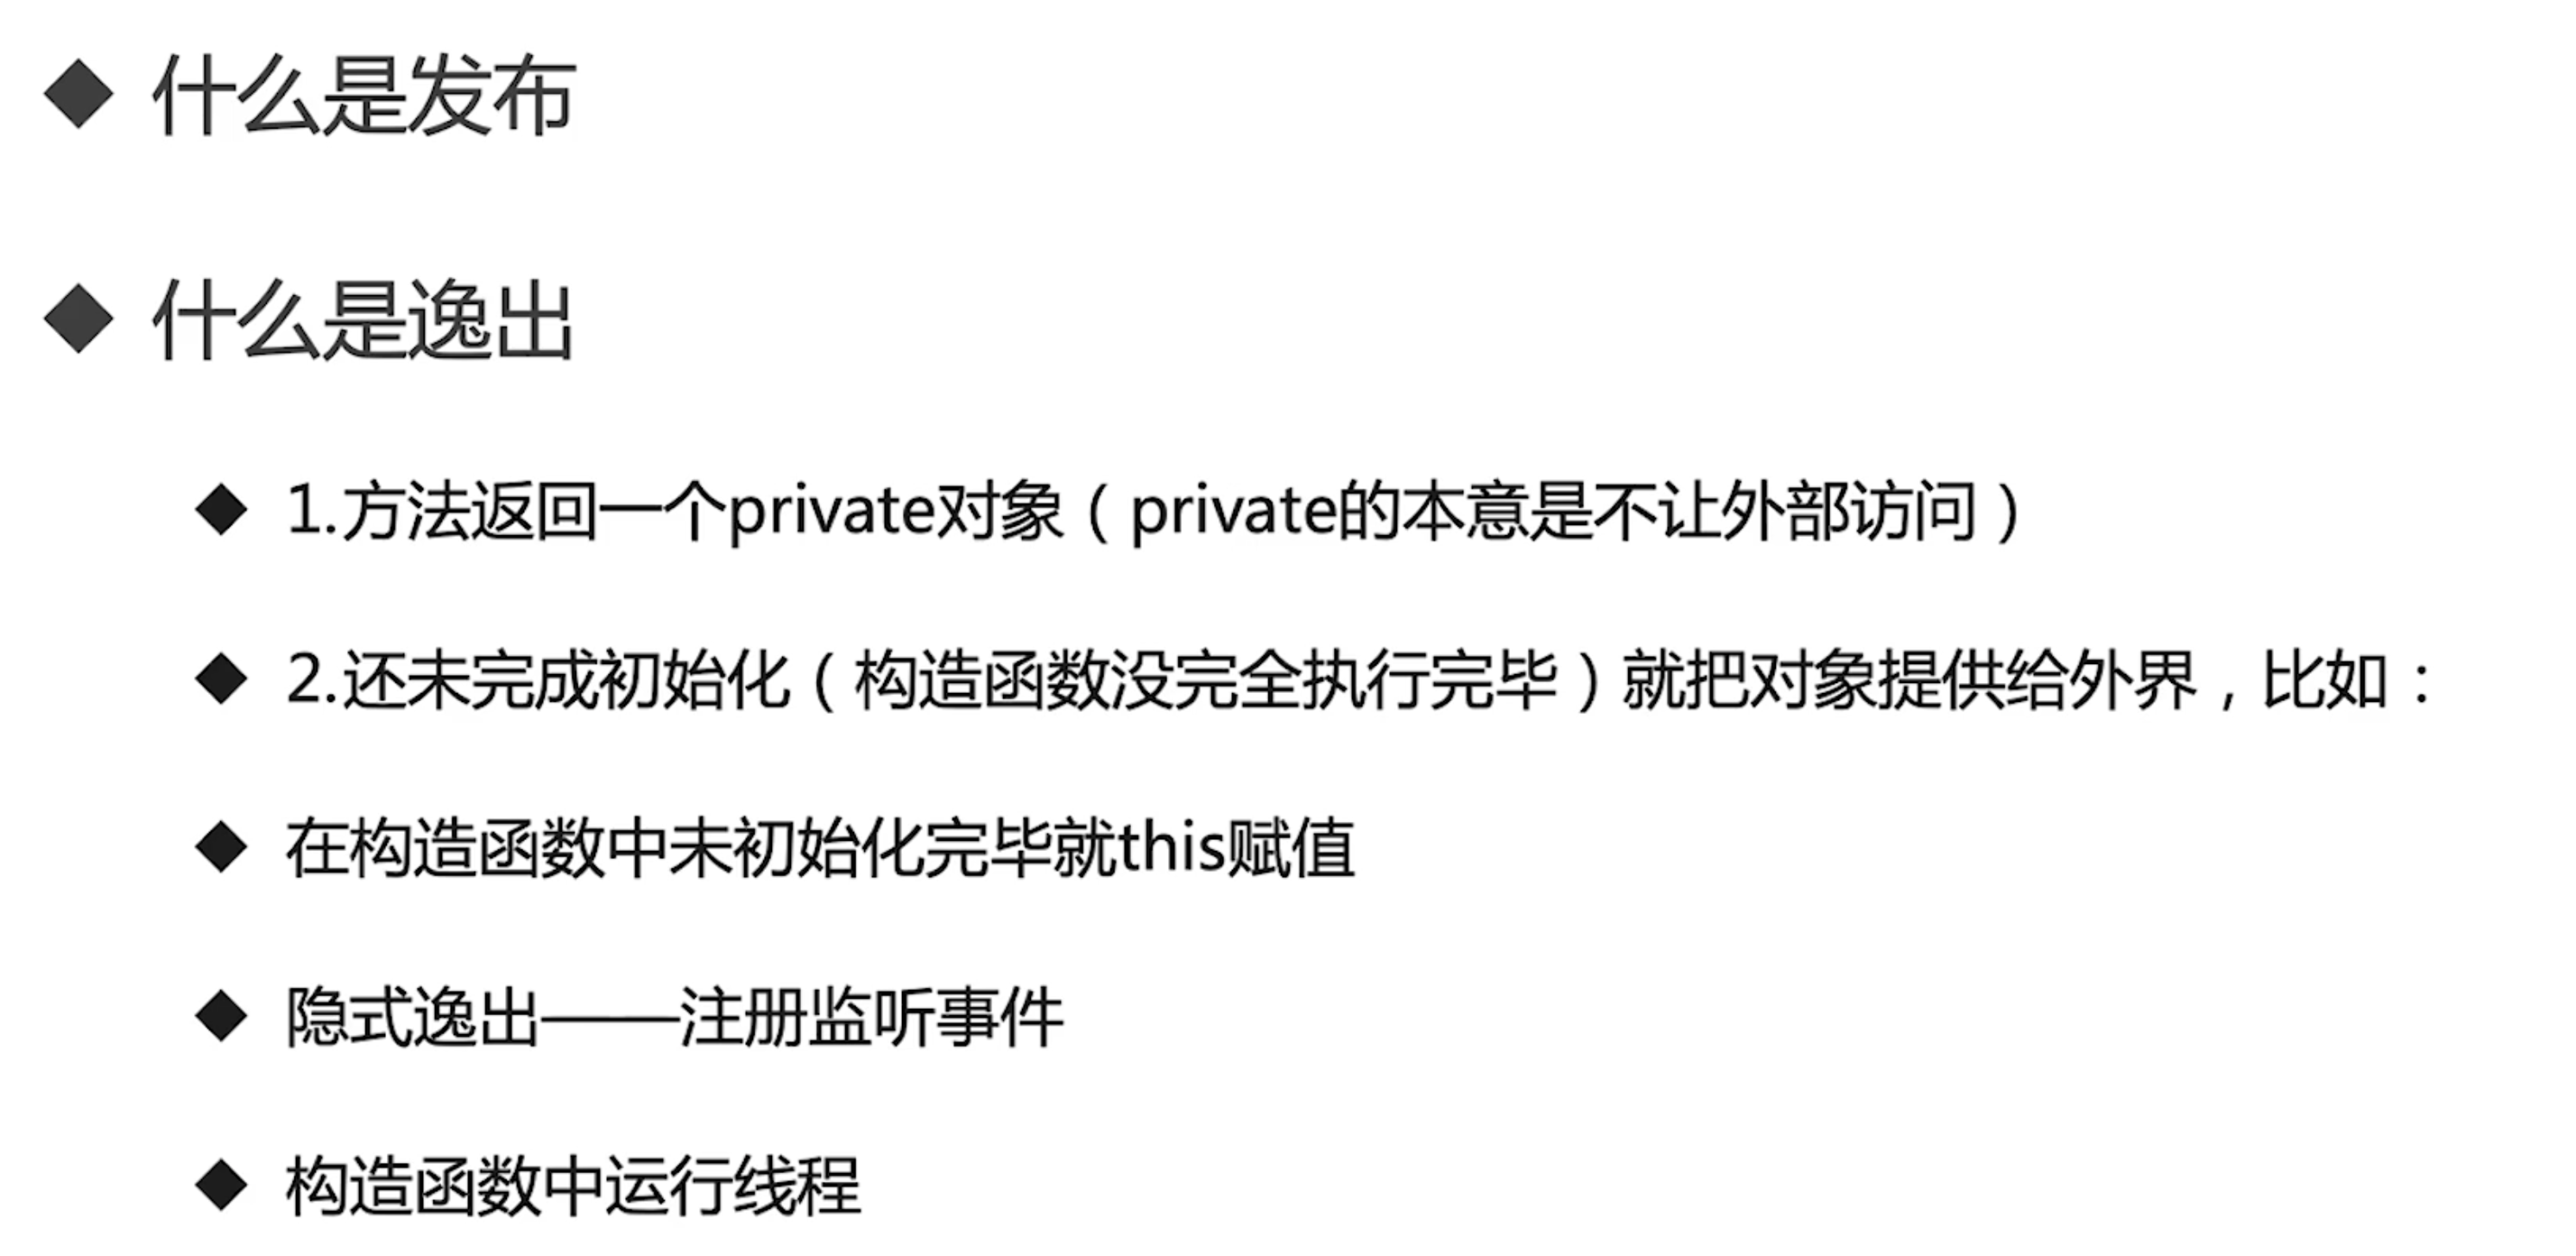 ◆ 什么是发布
◆ 什么是逸出
◆ 1.方法返回一个private对象（private的本意是不让外部访问）
◆ 2.还未完成初始化（构造函数没完全执行完毕）就把对象提供给外界，比如：
◆ 在构造函数中未初始化完毕就this赋值
◆ 隐式逸出——注册监听事件
◆ 构造函数中运行线程